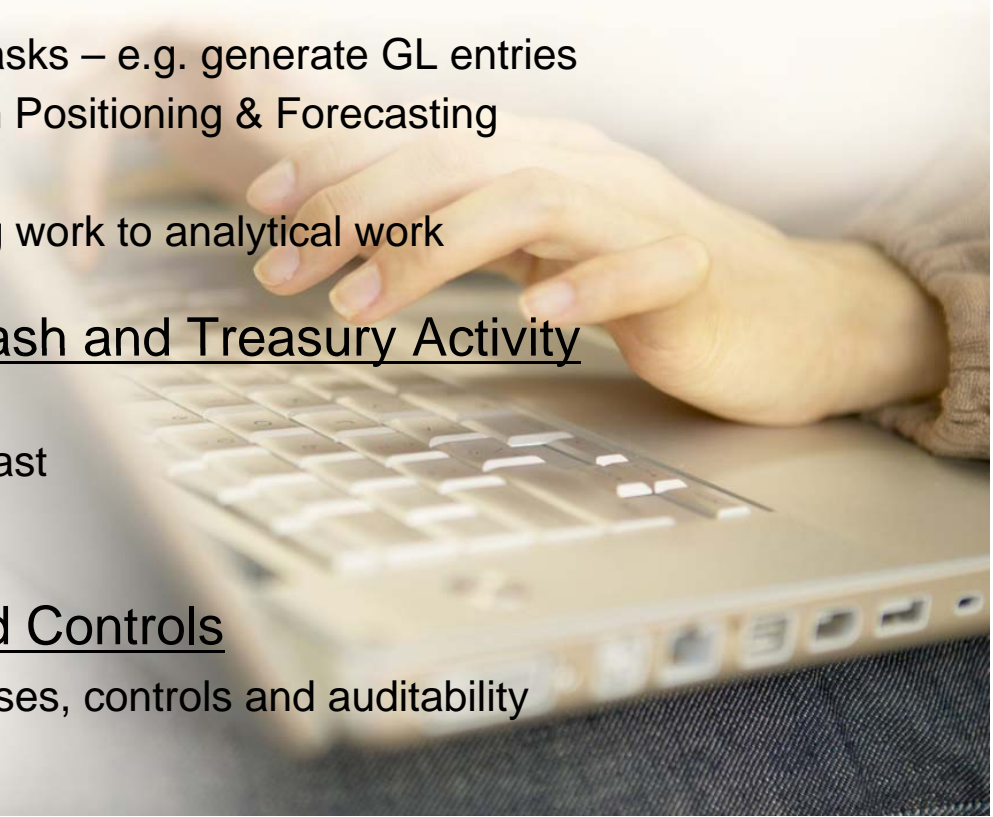 asks – e.g. generate GL entries
Positioning & Forecasting
work to analytical work
ash and Treasury Activity
ast
d Controls
ses, controls and auditability